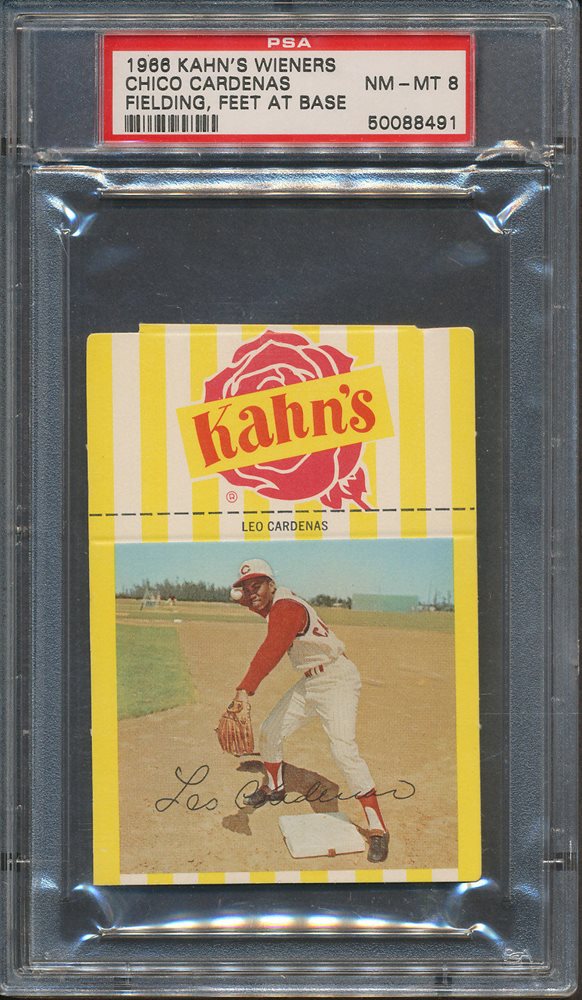 PSA
1966 KAHN'S WIENERS
CHICO CARDENAS
FIELDING, FEET AT BASE
NM – MT 8
50088491
Kahn's
®
LEO CARDENAS
C
Leo Cardenas